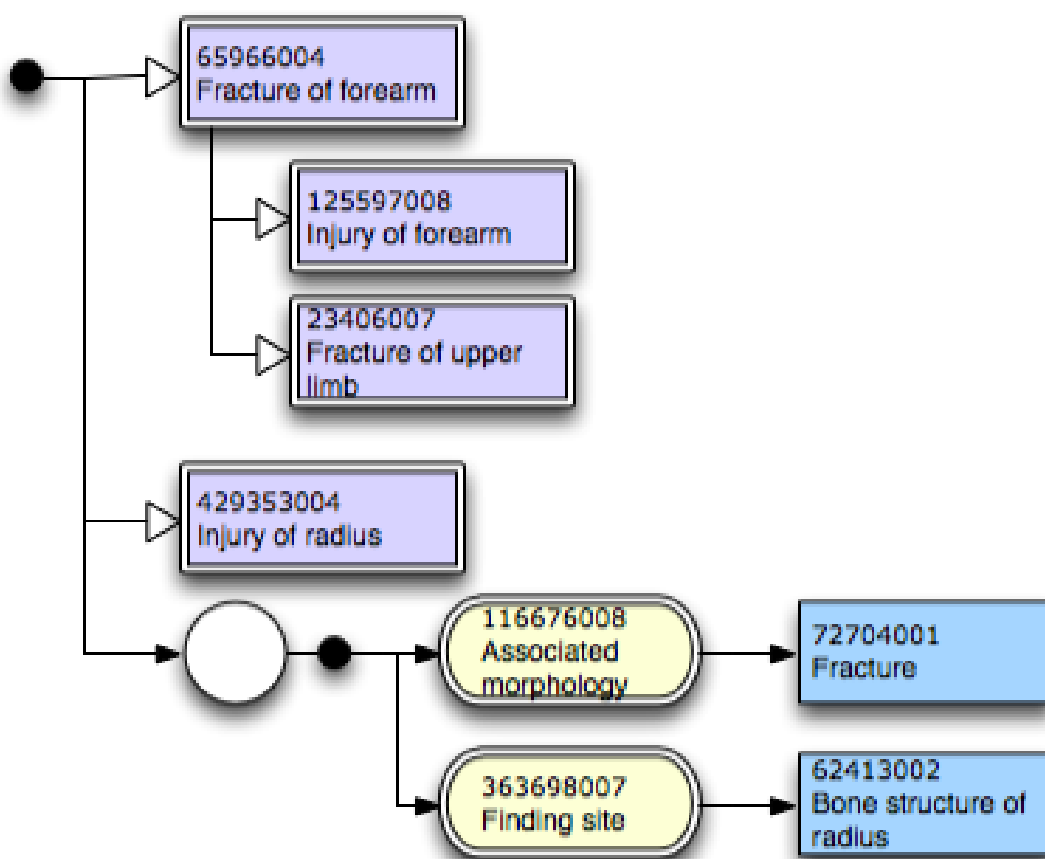 65966004
Fracture of forearm
125597008
Injury of forearm
23406007
Fracture of upper
limb
429353004
Injury of radius
116676008
Associated
morphology
72704001
Fracture
363698007
Finding site
62413002
Bone structure of
radius